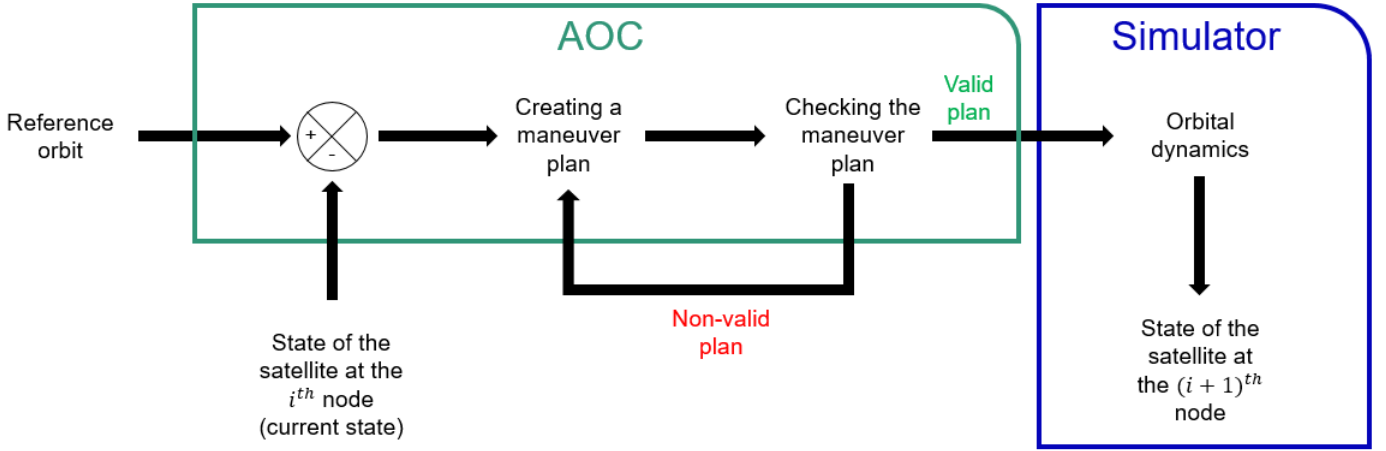 AOC
Simulator
Reference
orbit
+
-
Creating a
maneuver
plan
Checking the
maneuver
plan
Valid
plan
Orbital
dynamics
Non-valid
plan
State of the
satellite at the
i^{th} node
(current state)
State of the
satellite at
the (i + 1)^{th}
node